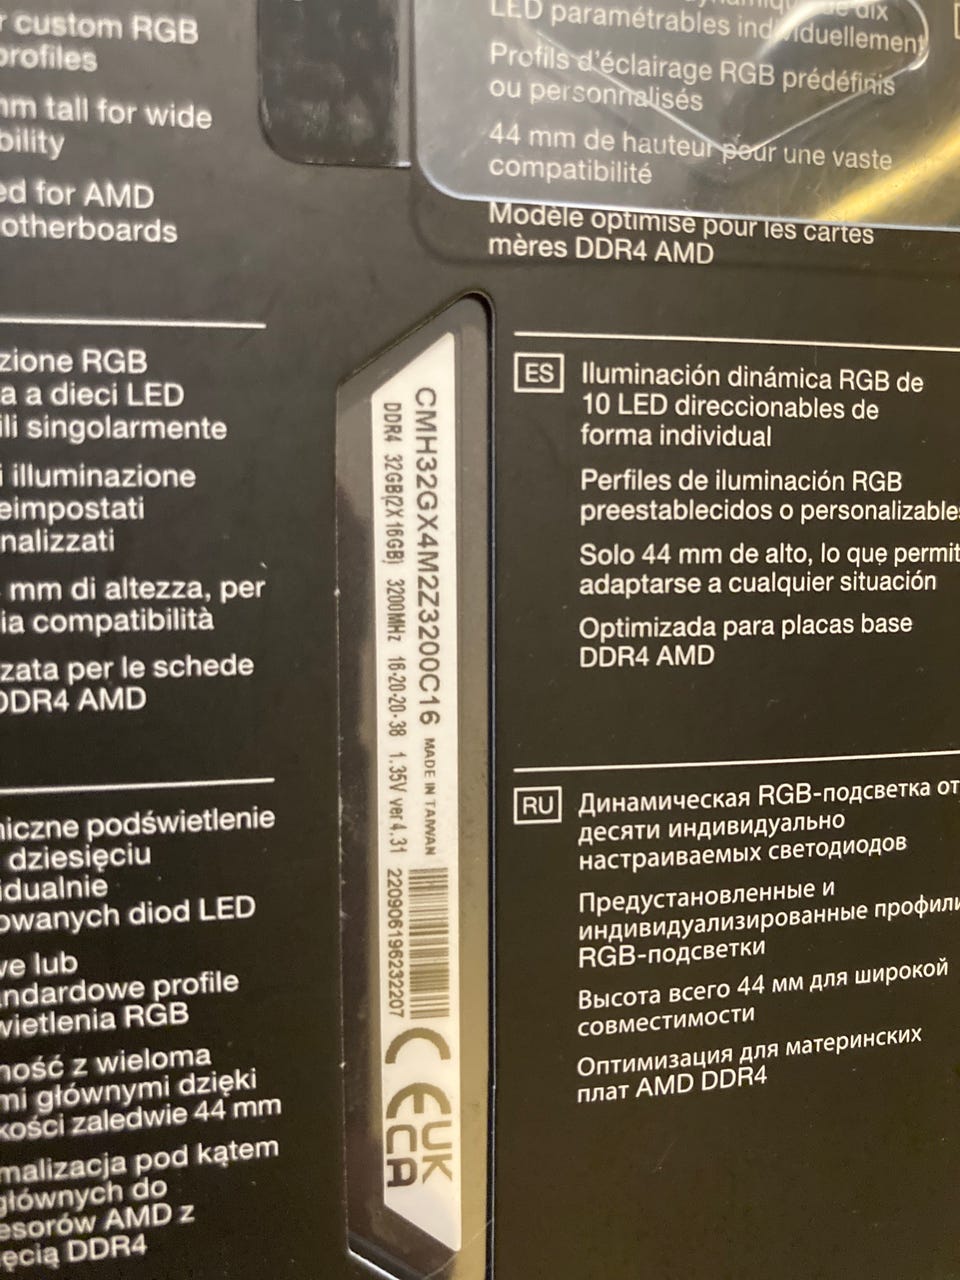 custom RGB
profiles
mm tall for wide
bility
ed for AMD
otherboards
dix
LED paramétrables individuellement
Profils d'éclairage RGB prédéfinis
ou personnalisés
44 mm de hauteur pour une vaste
compatibilité
Modèle optimisé pour les cartes
mères DDR4 AMD
zione RGB
a a dieci LED
ili singolarmente
i illuminazione
eimpostati
nalizzati
mm di altezza, per
ia compatibilità
zata per le schede
DDR4 AMD
niczne podświetlenie
dziesięciu
idualnie
owanych diod LED
we lub
andardowe profile
wietlenia RGB
ność z wieloma
mi głównymi dzięki
kości zaledwie 44 mm
malizacja pod kątem
głównych do
esorów AMD z
ęcią DDR4
CMH32GX4M2Z3200C16 MADE IN TAIWAN
DDR4 32GB(2X16GB) 3200MHz 16-20-20-38 1.35V ver4.31
220906196232207
CE
UK
CA
ES
Iluminación dinámica RGB de
10 LED direccionables de
forma individual
Perfiles de iluminación RGB
preestablecidos o personalizables
Solo 44 mm de alto, lo que permit
adaptarse a cualquier situación
Optimizada para placas base
DDR4 AMD
RU
Динамическая RGB-подсветка от
десяти индивидуально
настраиваемых светодиодов
Предустановленные и
индивидуализированные профили
RGB-подсветки
Высота всего 44 мм для широкой
совместимости
Оптимизация для материнских
плат AMD DDR4